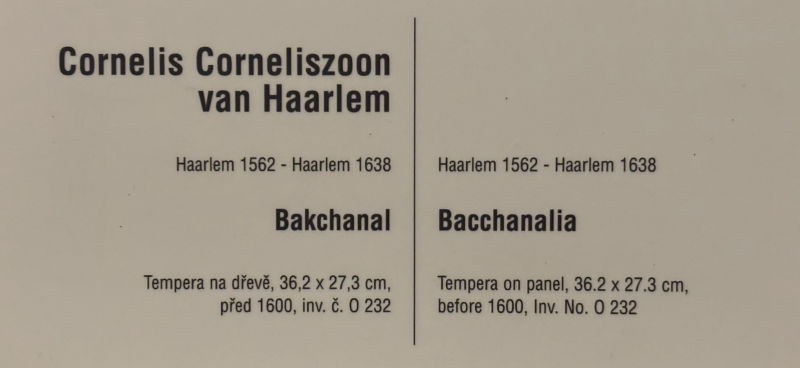 Cornelis Corneliszoon
van Haarlem
Haarlem 1562 - Haarlem 1638
Bakchanal
Tempera na dřevě, 36,2 x 27,3 cm,
před 1600, inv. č. O 232
Haarlem 1562 - Haarlem 1638
Bacchanalia
Tempera on panel, 36.2 x 27.3 cm,
before 1600, Inv. No. O 232